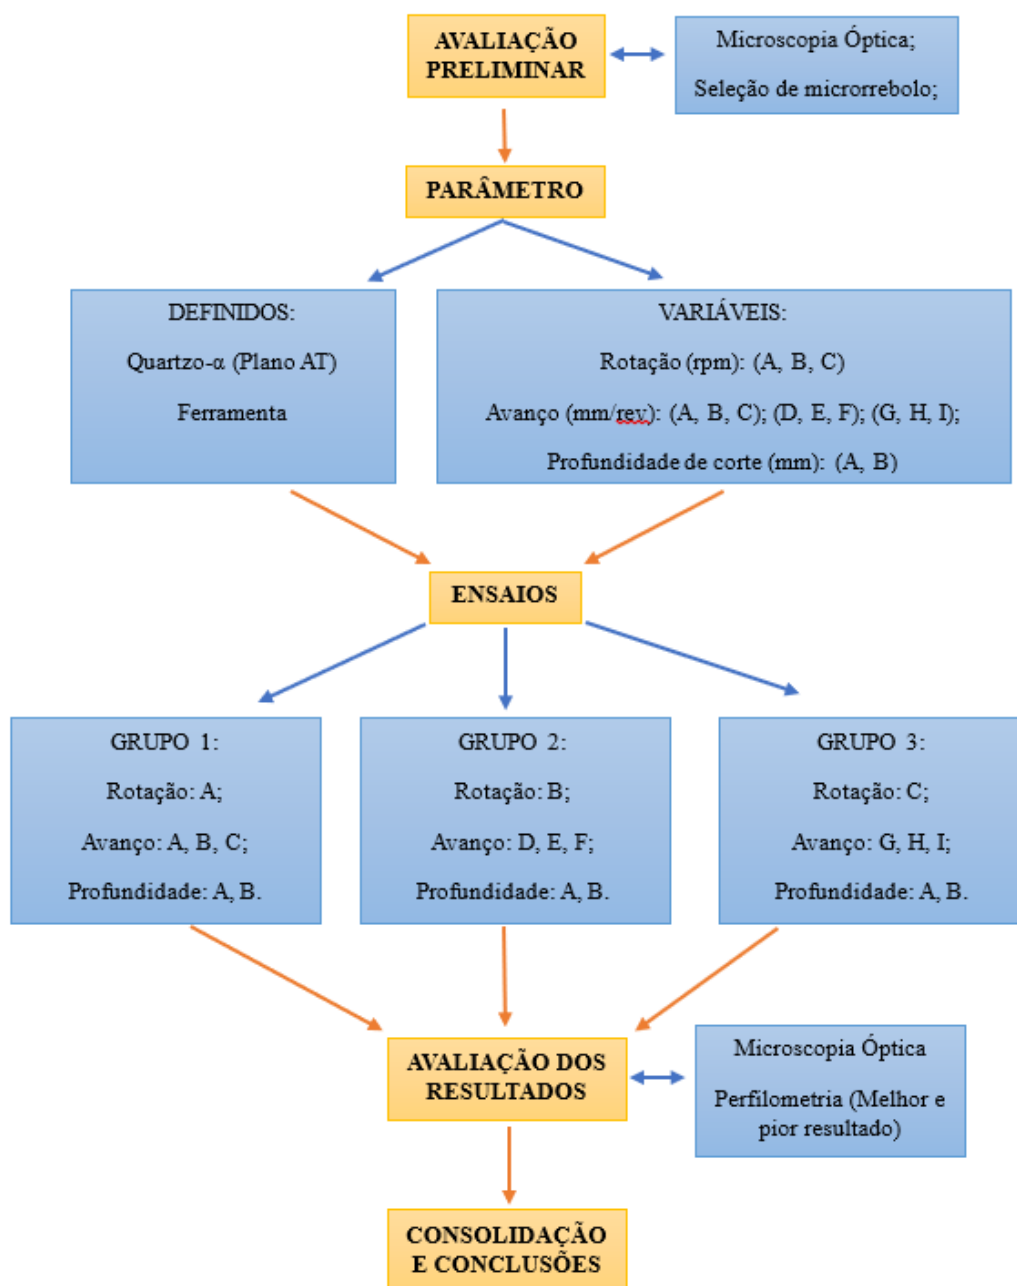 AVALIAÇÃO
PRELIMINAR
Microscopia Óptica;
Seleção de microrrebolo;
PARÂMETRO
DEFINIDOS:
Quartzo-α (Plano AT)
Ferramenta
VARIÁVEIS:
Rotação (rpm): (A, B, C)
Avanço (mm/rev): (A, B, C); (D, E, F); (G, H, I);
Profundidade de corte (mm): (A, B)
ENSAIOS
GRUPO 1:
Rotação: A;
Avanço: A, B, C;
Profundidade: A, B.
GRUPO 2:
Rotação: B;
Avanço: D, E, F;
Profundidade: A, B.
GRUPO 3:
Rotação: C;
Avanço: G, H, I;
Profundidade: A, B.
AVALIAÇÃO DOS
RESULTADOS
Microscopia Óptica
Perfilometria (Melhor e
pior resultado)
CONSOLIDAÇÃO
E CONCLUSÕES